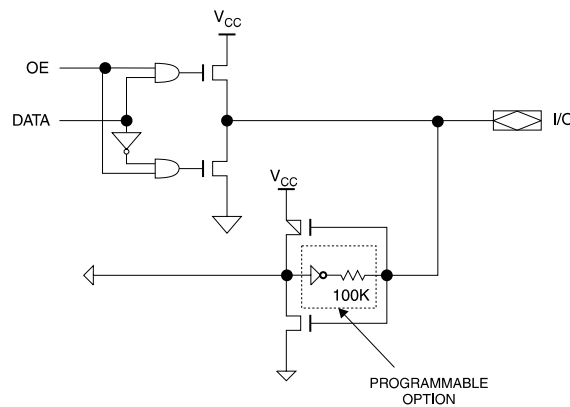 VCC
OE
DATA
I/O
VCC
100K
PROGRAMMABLE
OPTION